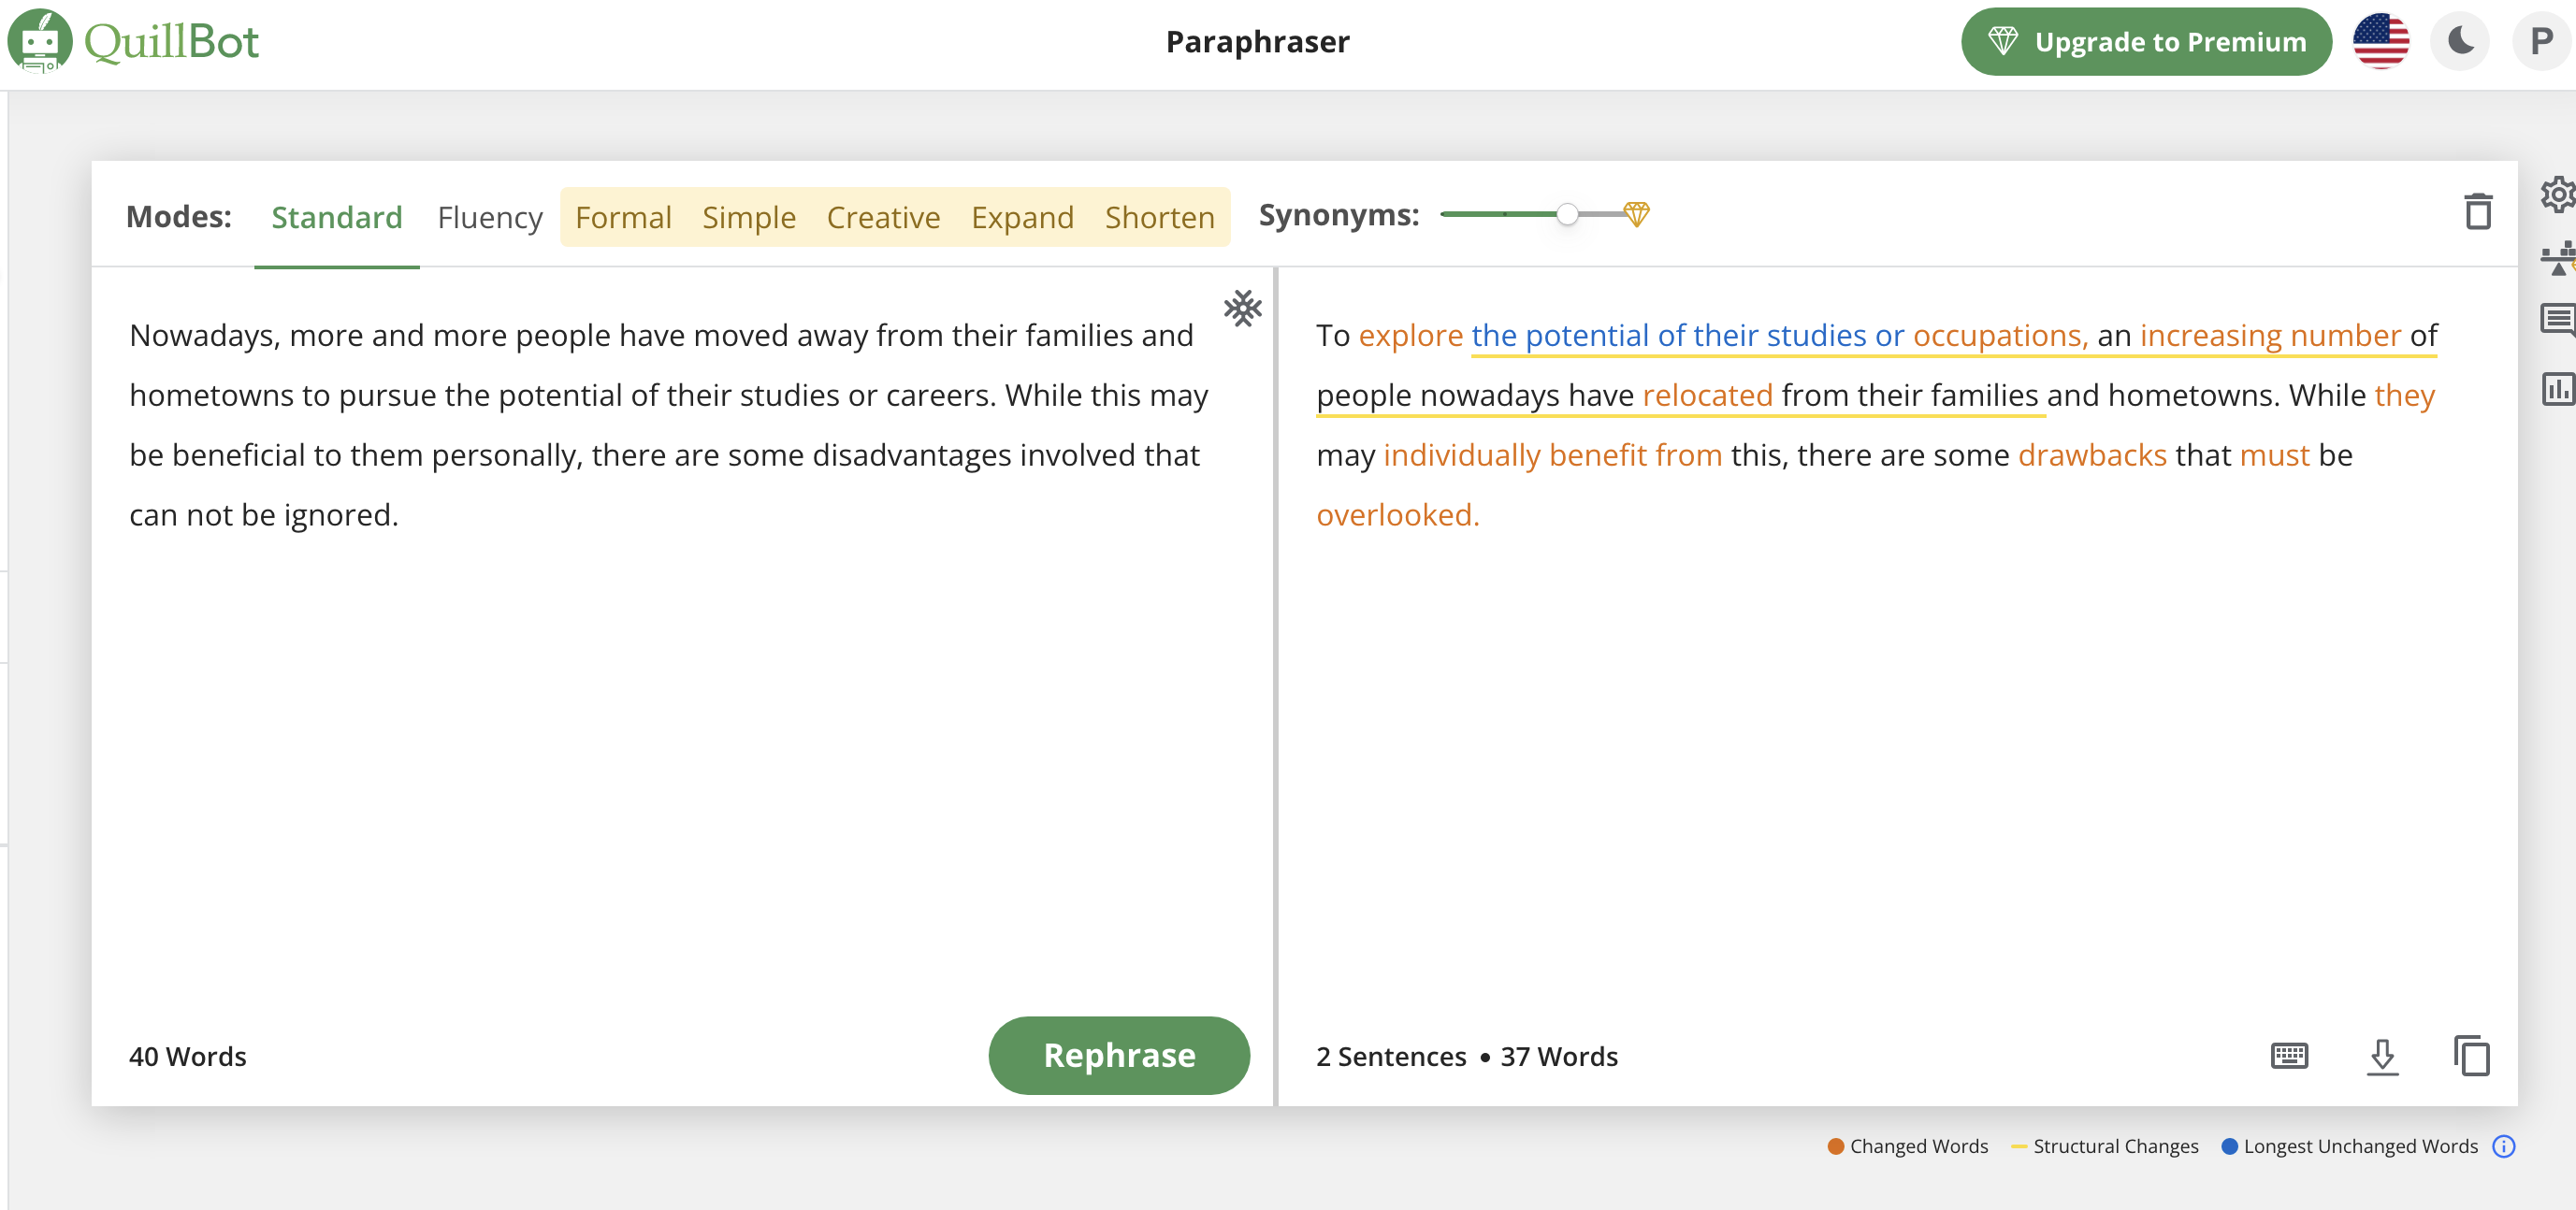 QuillBot
Paraphraser
Upgrade to Premium
P
Modes: Standard Fluency Formal Simple Creative Expand Shorten Synonyms:
Nowadays, more and more people have moved away from their families and
hometowns to pursue the potential of their studies or careers. While this may
be beneficial to them personally, there are some disadvantages involved that
can not be ignored.
40 Words
Rephrase
To explore the potential of their studies or occupations, an increasing number of
people nowadays have relocated from their families and hometowns. While they
may individually benefit from this, there are some drawbacks that must be
overlooked.
2 Sentences • 37 Words
Changed Words Structural Changes Longest Unchanged Words